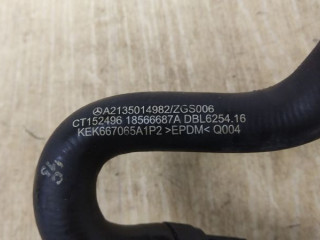 A2135014982/ZGS006
CT152496 18566687A DBL6254.16
KEK667065A1P2 >EPDM< Q004